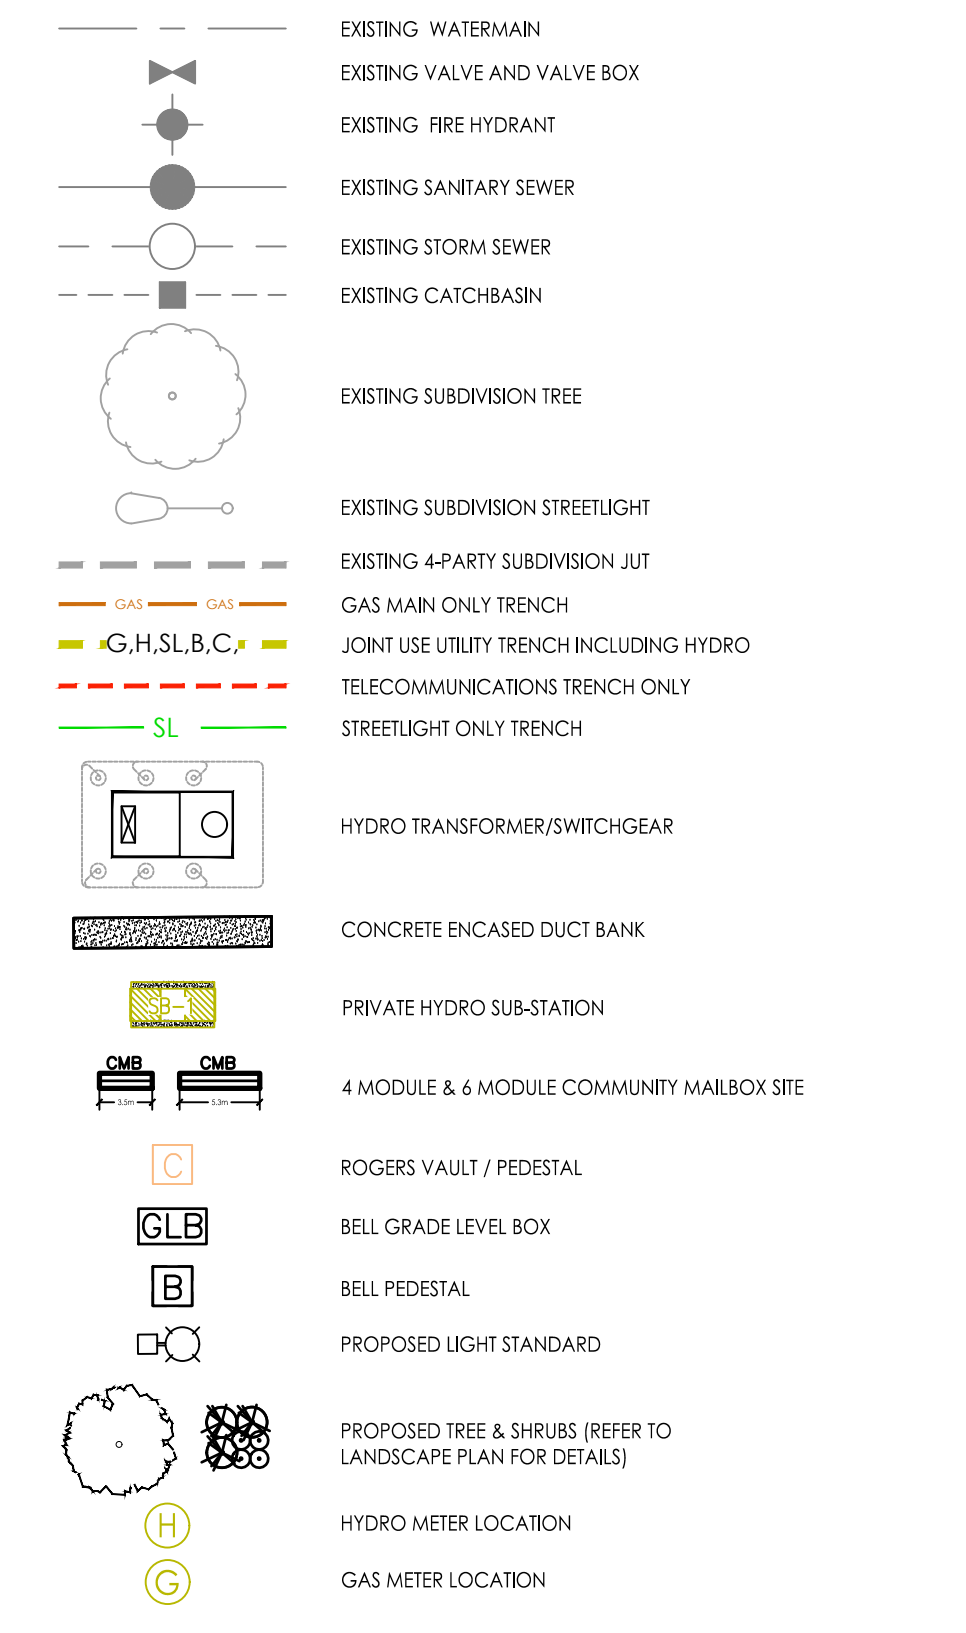 EXISTING WATERMAIN
EXISTING VALVE AND VALVE BOX
EXISTING FIRE HYDRANT
EXISTING SANITARY SEWER
EXISTING STORM SEWER
EXISTING CATCHBASIN
EXISTING SUBDIVISION TREE
EXISTING SUBDIVISION STREETLIGHT
EXISTING 4-PARTY SUBDIVISION JUT
GAS GAS GAS MAIN ONLY TRENCH
G,H,SL,B,C, JOINT USE UTILITY TRENCH INCLUDING HYDRO
TELECOMMUNICATIONS TRENCH ONLY
SL STREETLIGHT ONLY TRENCH
HYDRO TRANSFORMER/SWITCHGEAR
CONCRETE ENCASED DUCT BANK
SB-1 PRIVATE HYDRO SUB-STATION
CMB CMB
4 MODULE & 6 MODULE COMMUNITY MAILBOX SITE
3.5m 5.3m
C ROGERS VAULT / PEDESTAL
GLB BELL GRADE LEVEL BOX
B BELL PEDESTAL
PROPOSED LIGHT STANDARD
PROPOSED TREE & SHRUBS (REFER TO
LANDSCAPE PLAN FOR DETAILS)
H HYDRO METER LOCATION
G GAS METER LOCATION